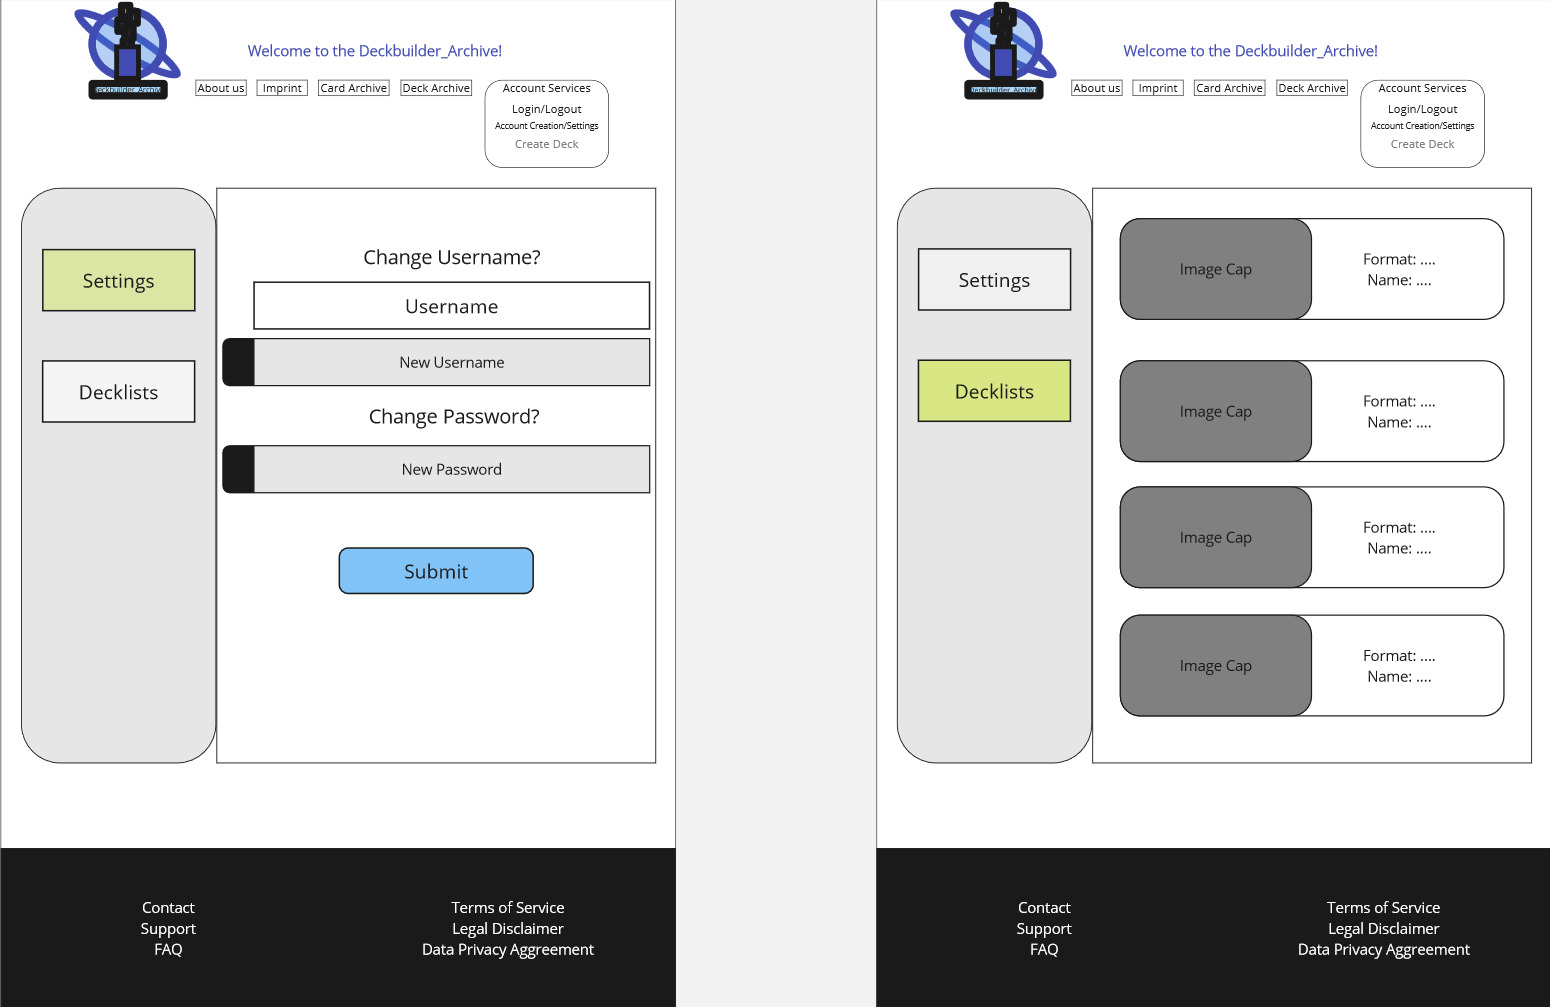 Welcome to the Deckbuilder_Archive!
Deckbuilder_Archive
About us
Imprint
Card Archive
Deck Archive
Account Services
Login/Logout
Account Creation/Settings
Create Deck
Settings
Decklists
Change Username?
Username
New Username
Change Password?
New Password
Submit
Contact
Support
FAQ
Terms of Service
Legal Disclaimer
Data Privacy Aggreement
Welcome to the Deckbuilder_Archive!
Deckbuilder_Archive
About us
Imprint
Card Archive
Deck Archive
Account Services
Login/Logout
Account Creation/Settings
Create Deck
Settings
Decklists
Image Cap
Format: ....
Name: ....
Image Cap
Format: ....
Name: ....
Image Cap
Format: ....
Name: ....
Image Cap
Format: ....
Name: ....
Contact
Support
FAQ
Terms of Service
Legal Disclaimer
Data Privacy Aggreement